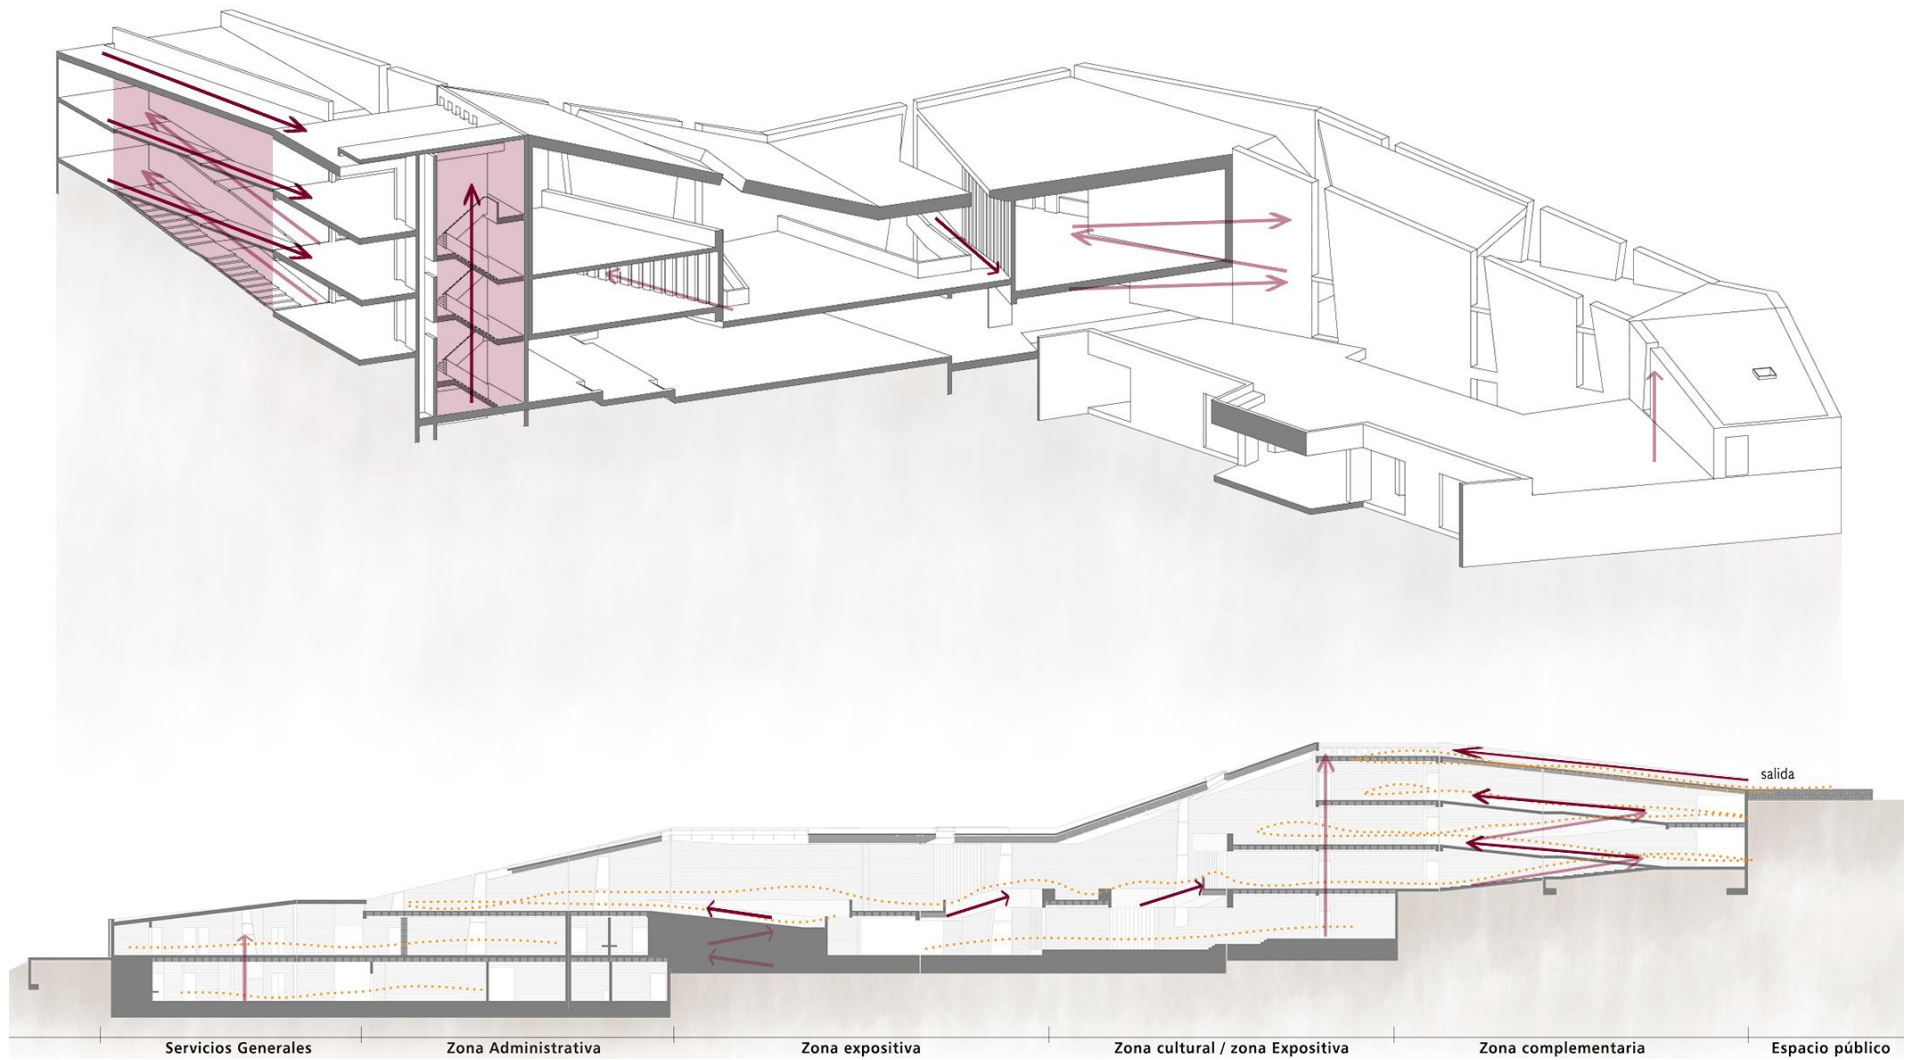 salida
Servicios Generales
Zona Administrativa
Zona expositiva
Zona cultural / zona Expositiva
Zona complementaria
Espacio público